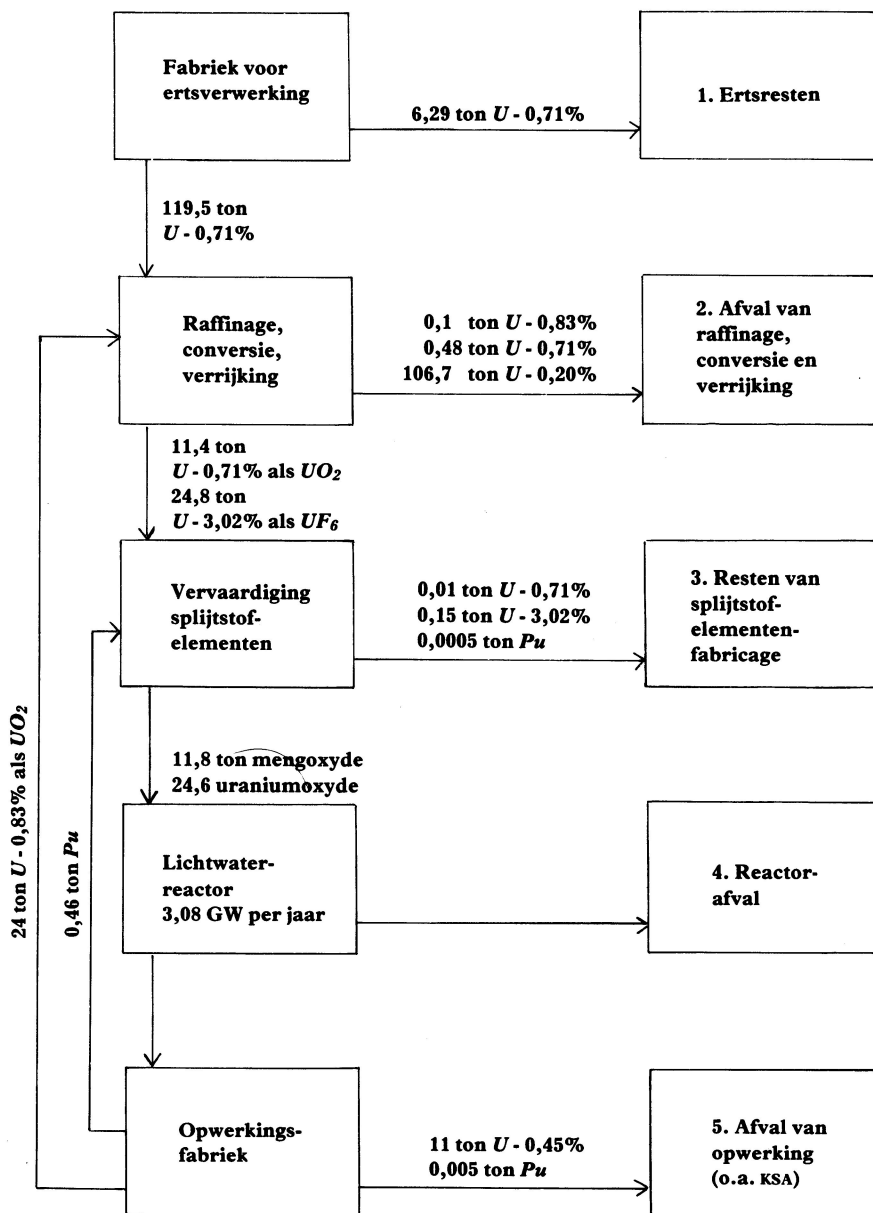 Fabriek voor
ertsverwerking
6,29 ton U - 0,71%
1. Ertsresten
119,5 ton
U - 0,71%
Raffinage,
conversie,
verrijking
0,1 ton U - 0,83%
0,48 ton U - 0,71%
106,7 ton U - 0,20%
2. Afval van
raffinage,
conversie en
verrijking
11,4 ton
U - 0,71% als UO2
24,8 ton
U - 3,02% als UF6
Vervaardiging
splijtstof-
elementen
0,01 ton U - 0,71%
0,15 ton U - 3,02%
0,0005 ton Pu
3. Resten van
splijtstof-
elementen-
fabricage
11,8 ton mengoxyde
24,6 uraniumoxyde
24 ton U - 0,83% als UO2
0,46 ton Pu
Lichtwater-
reactor
3,08 GW per jaar
4. Reactor-
afval
Opwerkings-
fabriek
11 ton U - 0,45%
0,005 ton Pu
5. Afval van
opwerking
(o.a. KSA)